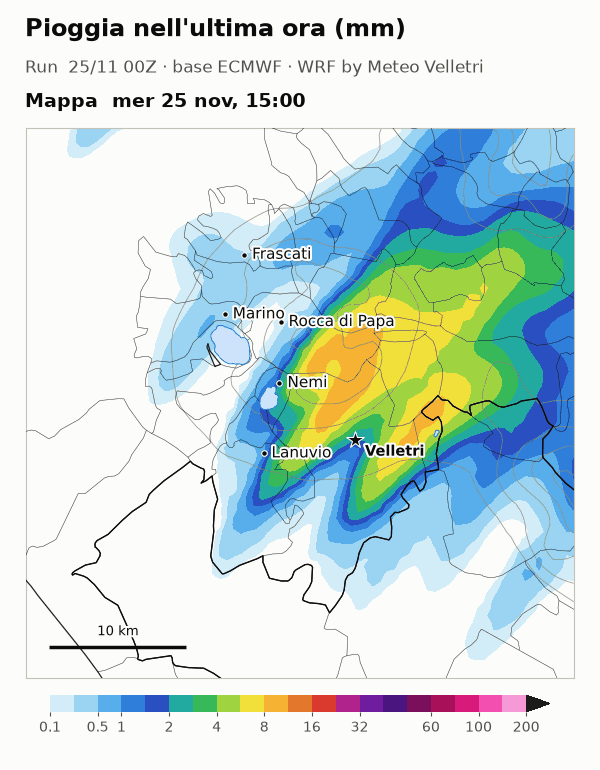 Pioggia nell'ultima ora (mm)
Run  25/11 00Z · base ECMWF · WRF by Meteo Velletri
Mappa  mer 25 nov, 15:00
Frascati
Marino
Rocca di Papa
Nemi
Lanuvio
Velletri
10 km
0.1 0.5 1 2 4 8 16 32 60 100 200